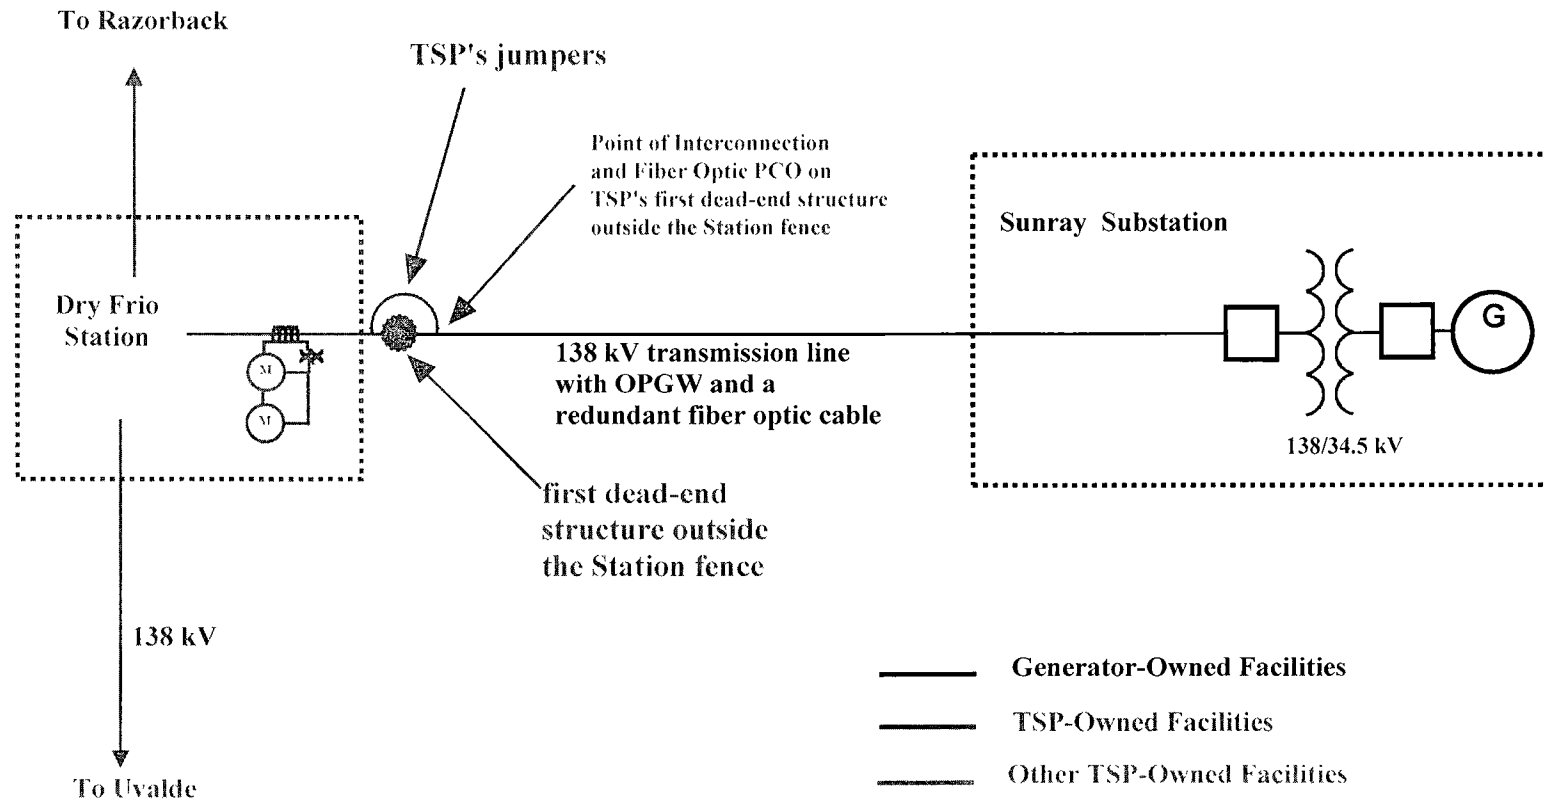 To Razorback
TSP's jumpers
Point of Interconnection
and Fiber Optic PCO on
TSP's first dead-end structure
outside the Station fence
Sunray Substation
Dry Frio
Station
M
M
G
138 kV transmission line
with OPGW and a
redundant fiber optic cable
138/34.5 kV
first dead-end
structure outside
the Station fence
138 kV
Generator-Owned Facilities
TSP-Owned Facilities
Other TSP-Owned Facilities
To Uvalde